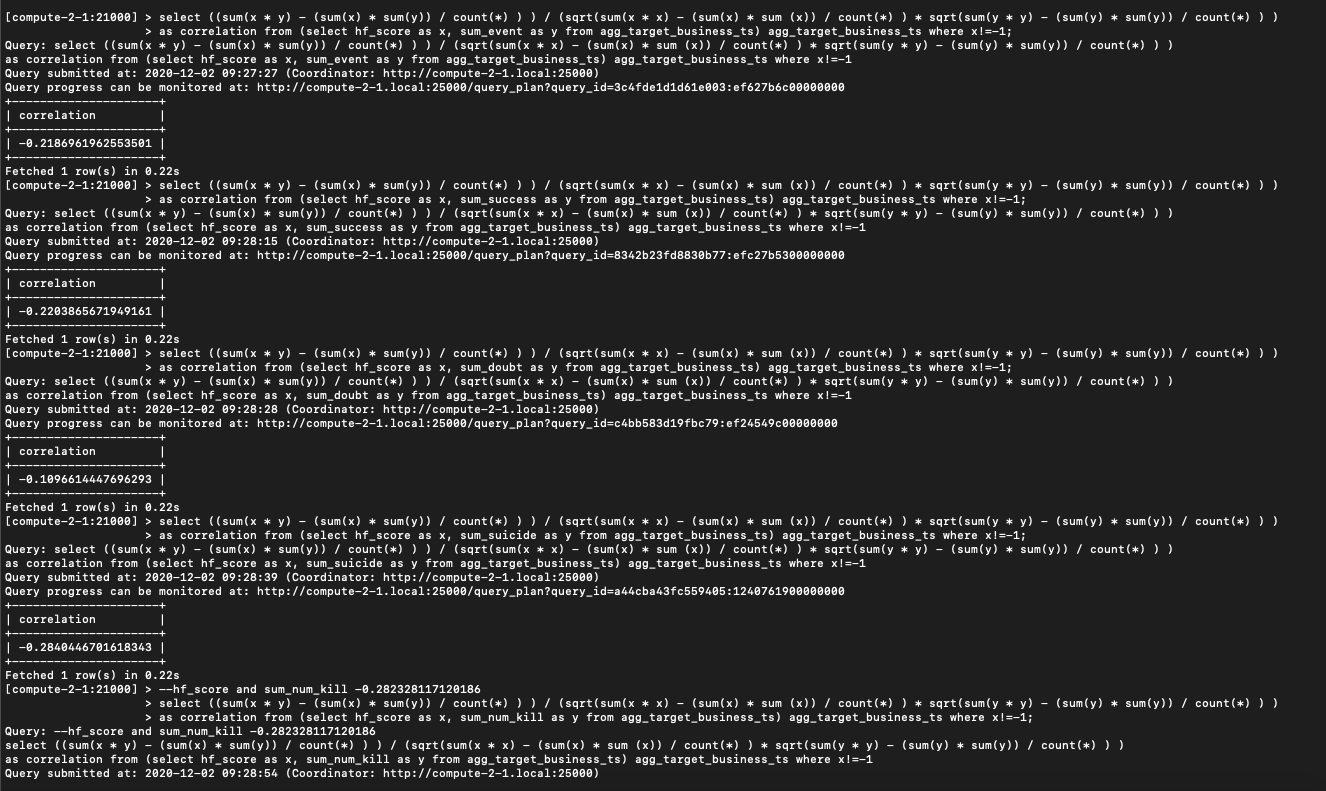 [compute-2-1:21000] > select ((sum(x * y) - (sum(x) * sum(y)) / count(*) ) ) / (sqrt(sum(x * x) - (sum(x) * sum (x)) / count(*) ) * sqrt(sum(y * y) - (sum(y) * sum(y)) / count(*) ) )
                    > as correlation from (select hf_score as x, sum_event as y from agg_target_business_ts) agg_target_business_ts where x!=-1;
Query: select ((sum(x * y) - (sum(x) * sum(y)) / count(*) ) ) / (sqrt(sum(x * x) - (sum(x) * sum (x)) / count(*) ) * sqrt(sum(y * y) - (sum(y) * sum(y)) / count(*) ) )
as correlation from (select hf_score as x, sum_event as y from agg_target_business_ts) agg_target_business_ts where x!=-1
Query submitted at: 2020-12-02 09:27:27 (Coordinator: http://compute-2-1.local:25000)
Query progress can be monitored at: http://compute-2-1.local:25000/query_plan?query_id=3c4fde1d1d61e003:ef627b6c00000000
+---------------------+
| correlation         |
+---------------------+
| -0.2186961962553501 |
+---------------------+
Fetched 1 row(s) in 0.22s
[compute-2-1:21000] > select ((sum(x * y) - (sum(x) * sum(y)) / count(*) ) ) / (sqrt(sum(x * x) - (sum(x) * sum (x)) / count(*) ) * sqrt(sum(y * y) - (sum(y) * sum(y)) / count(*) ) )
                    > as correlation from (select hf_score as x, sum_success as y from agg_target_business_ts) agg_target_business_ts where x!=-1;
Query: select ((sum(x * y) - (sum(x) * sum(y)) / count(*) ) ) / (sqrt(sum(x * x) - (sum(x) * sum (x)) / count(*) ) * sqrt(sum(y * y) - (sum(y) * sum(y)) / count(*) ) )
as correlation from (select hf_score as x, sum_success as y from agg_target_business_ts) agg_target_business_ts where x!=-1
Query submitted at: 2020-12-02 09:28:15 (Coordinator: http://compute-2-1.local:25000)
Query progress can be monitored at: http://compute-2-1.local:25000/query_plan?query_id=8342b23fd8830b77:efc27b5300000000
+---------------------+
| correlation         |
+---------------------+
| -0.2203865671949161 |
+---------------------+
Fetched 1 row(s) in 0.22s
[compute-2-1:21000] > select ((sum(x * y) - (sum(x) * sum(y)) / count(*) ) ) / (sqrt(sum(x * x) - (sum(x) * sum (x)) / count(*) ) * sqrt(sum(y * y) - (sum(y) * sum(y)) / count(*) ) )
                    > as correlation from (select hf_score as x, sum_doubt as y from agg_target_business_ts) agg_target_business_ts where x!=-1;
Query: select ((sum(x * y) - (sum(x) * sum(y)) / count(*) ) ) / (sqrt(sum(x * x) - (sum(x) * sum (x)) / count(*) ) * sqrt(sum(y * y) - (sum(y) * sum(y)) / count(*) ) )
as correlation from (select hf_score as x, sum_doubt as y from agg_target_business_ts) agg_target_business_ts where x!=-1
Query submitted at: 2020-12-02 09:28:28 (Coordinator: http://compute-2-1.local:25000)
Query progress can be monitored at: http://compute-2-1.local:25000/query_plan?query_id=c4bb583d19fbc79:ef24549c00000000
+---------------------+
| correlation         |
+---------------------+
| -0.1096614447696293 |
+---------------------+
Fetched 1 row(s) in 0.22s
[compute-2-1:21000] > select ((sum(x * y) - (sum(x) * sum(y)) / count(*) ) ) / (sqrt(sum(x * x) - (sum(x) * sum (x)) / count(*) ) * sqrt(sum(y * y) - (sum(y) * sum(y)) / count(*) ) )
                    > as correlation from (select hf_score as x, sum_suicide as y from agg_target_business_ts) agg_target_business_ts where x!=-1;
Query: select ((sum(x * y) - (sum(x) * sum(y)) / count(*) ) ) / (sqrt(sum(x * x) - (sum(x) * sum (x)) / count(*) ) * sqrt(sum(y * y) - (sum(y) * sum(y)) / count(*) ) )
as correlation from (select hf_score as x, sum_suicide as y from agg_target_business_ts) agg_target_business_ts where x!=-1
Query submitted at: 2020-12-02 09:28:39 (Coordinator: http://compute-2-1.local:25000)
Query progress can be monitored at: http://compute-2-1.local:25000/query_plan?query_id=a44cba43fc559405:1240761900000000
+---------------------+
| correlation         |
+---------------------+
| -0.2840446701618343 |
+---------------------+
Fetched 1 row(s) in 0.22s
[compute-2-1:21000] > --hf_score and sum_num_kill -0.282328117120186
                    > select ((sum(x * y) - (sum(x) * sum(y)) / count(*) ) ) / (sqrt(sum(x * x) - (sum(x) * sum (x)) / count(*) ) * sqrt(sum(y * y) - (sum(y) * sum(y)) / count(*) ) )
                    > as correlation from (select hf_score as x, sum_num_kill as y from agg_target_business_ts) agg_target_business_ts where x!=-1;
Query: --hf_score and sum_num_kill -0.282328117120186
select ((sum(x * y) - (sum(x) * sum(y)) / count(*) ) ) / (sqrt(sum(x * x) - (sum(x) * sum (x)) / count(*) ) * sqrt(sum(y * y) - (sum(y) * sum(y)) / count(*) ) )
as correlation from (select hf_score as x, sum_num_kill as y from agg_target_business_ts) agg_target_business_ts where x!=-1
Query submitted at: 2020-12-02 09:28:54 (Coordinator: http://compute-2-1.local:25000)